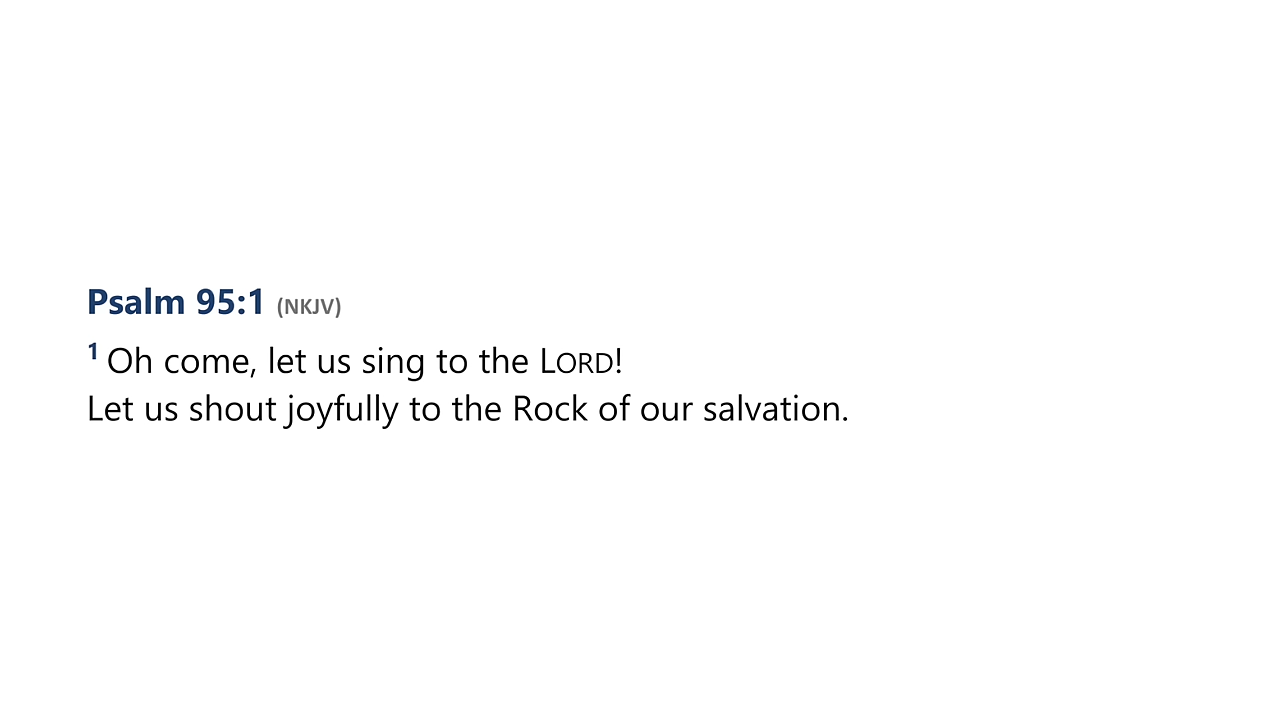 Psalm 95:1 (NKJV)
1 Oh come, let us sing to the LORD!
Let us shout joyfully to the Rock of our salvation.